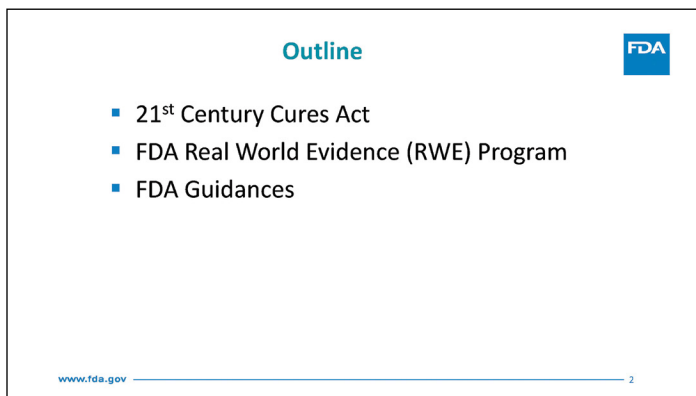 Outline
FDA
21st Century Cures Act
FDA Real World Evidence (RWE) Program
FDA Guidances
www.fda.gov
2